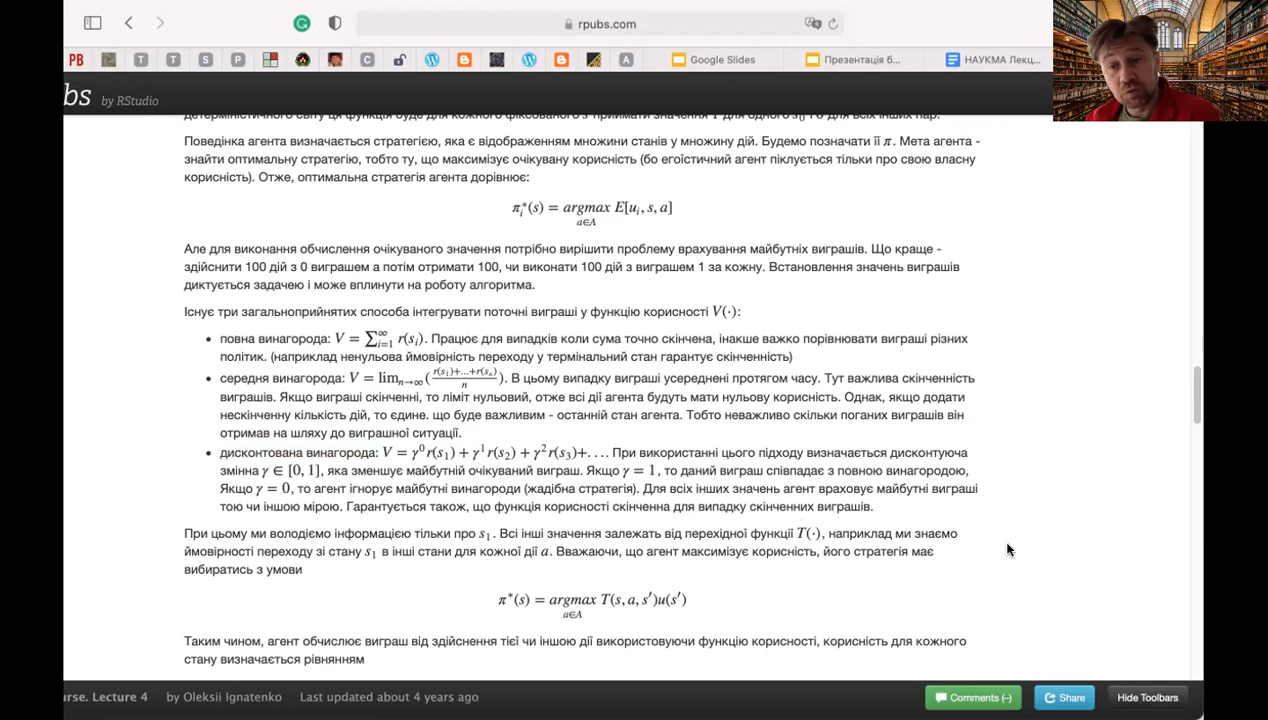 rpubs.com
PB
T T S P C A
Google Slides
Презентація б...
НАУКМА Лекц...
bs by RStudio
детерміністичного світу ця функція буде для кожного фіксованого s приймати значення 1 для одного
Поведінка агента визначається стратегією, яка є відображенням множини станів у множину дій. Будемо позначати її π. Мета агента -
знайти оптимальну стратегію, тобто ту, що максимізує очікувану корисність (бо егоїстичний агент піклується тільки про свою власну
корисність). Отже, оптимальна стратегія агента дорівнює:
π*ᵢ(s) = argmax E[uᵢ, s, a]
a∈A
Але для виконання обчислення очікуваного значення потрібно вирішити проблему врахування майбутніх виграшів. Що краще -
здійснити 100 дій з 0 виграшем а потім отримати 100, чи виконати 100 дій з виграшем 1 за кожну. Встановлення значень виграшів
диктується задачею і може вплинути на роботу алгоритма.
Існує три загальноприйнятих способа інтегрувати поточні виграші у функцію корисності V(·):
• повна винагорода: V = ∑_{i=1}^{∞} r(sᵢ). Працює для випадків коли сума точно скінчена, інакше важко порівнювати виграші різних
політик. (наприклад ненульова ймовірність переходу у термінальний стан гарантує скінченність)
• середня винагорода: V = lim_{n→∞}((r(s₁)+...+r(sₙ))/n). В цьому випадку виграші усереднені протягом часу. Тут важлива скінченність
виграшів. Якщо виграші скінченні, то ліміт нульовий, отже всі дії агента будуть мати нульову корисність. Однак, якщо додати
нескінченну кількість дій, то єдине. що буде важливим - останній стан агента. Тобто неважливо скільки поганих виграшів він
отримав на шляху до виграшної ситуації.
• дисконтована винагорода: V = γ⁰r(s₁) + γ¹r(s₂) + γ²r(s₃)+. . . . При використанні цього підходу визначається дисконтуюча
змінна γ ∈ [0, 1], яка зменшує майбутній очікуваний виграш. Якщо γ = 1, то даний виграш співпадає з повною винагородою,
Якщо γ = 0, то агент ігнорує майбутні винагороди (жадібна стратегія). Для всіх інших значень агент враховує майбутні виграші
тою чи іншою мірою. Гарантується також, що функція корисності скінченна для випадку скінченних виграшів.
При цьому ми володіємо інформацією тільки про s₁. Всі інші значення залежать від перехідної функції T(·), наприклад ми знаємо
ймовірності переходу зі стану s₁ в інші стани для кожної дії a. Вважаючи, що агент максимізує корисність, його стратегія має
вибиратись з умови
π*(s) = argmax T(s, a, s′)u(s′)
a∈A
Таким чином, агент обчислює виграш від здійснення тієї чи іншою дії використовуючи функцію корисності, корисність для кожного
стану визначається рівнянням
urse. Lecture 4 by Oleksii Ignatenko Last updated about 4 years ago
Comments (–) Share Hide Toolbars